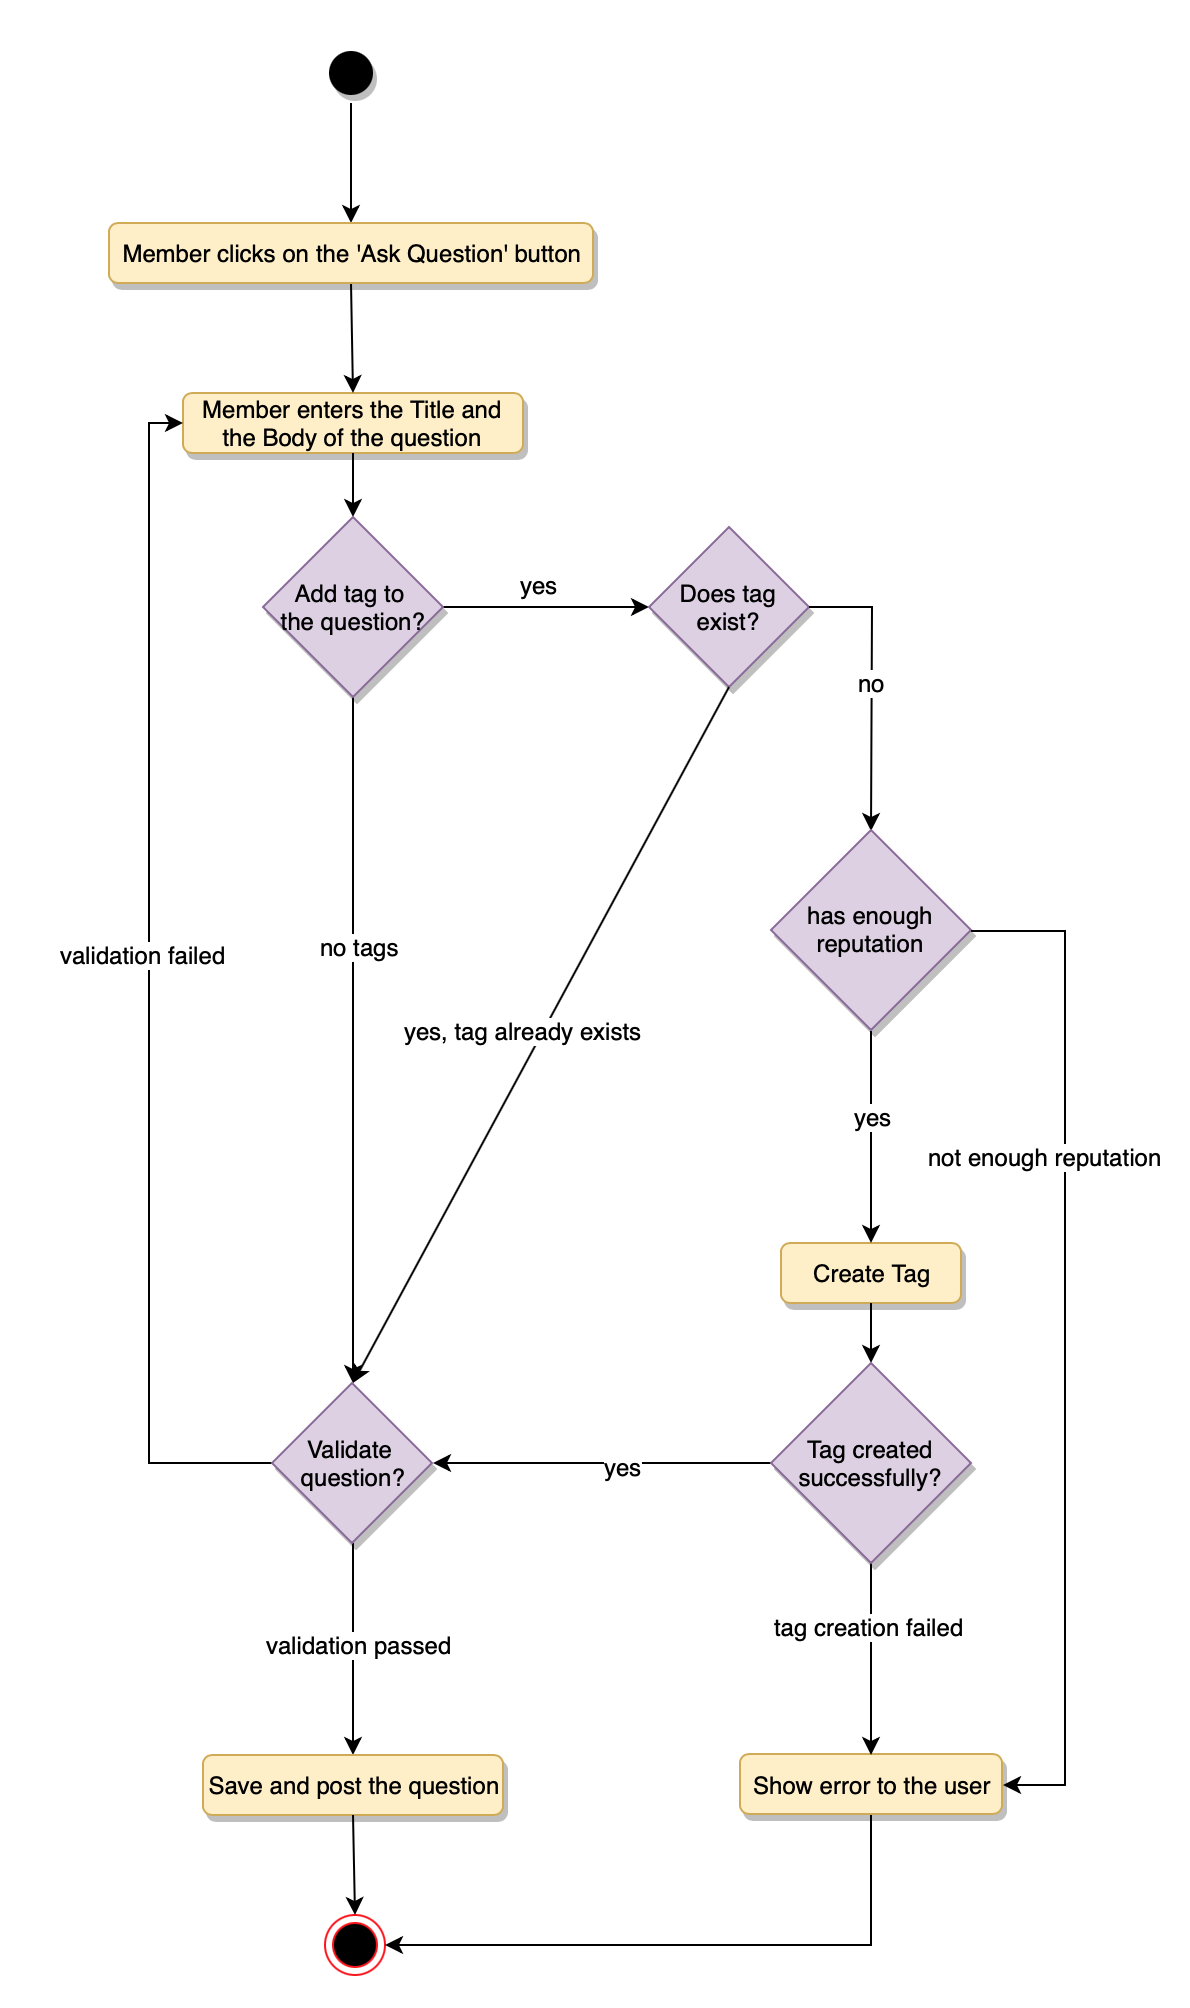 Member clicks on the 'Ask Question' button
Member enters the Title and
the Body of the question
Add tag to
the question?
yes
Does tag
exist?
no
has enough
reputation
validation failed
no tags
yes, tag already exists
yes
not enough reputation
Create Tag
Validate
question?
yes
Tag created
successfully?
tag creation failed
validation passed
Save and post the question
Show error to the user